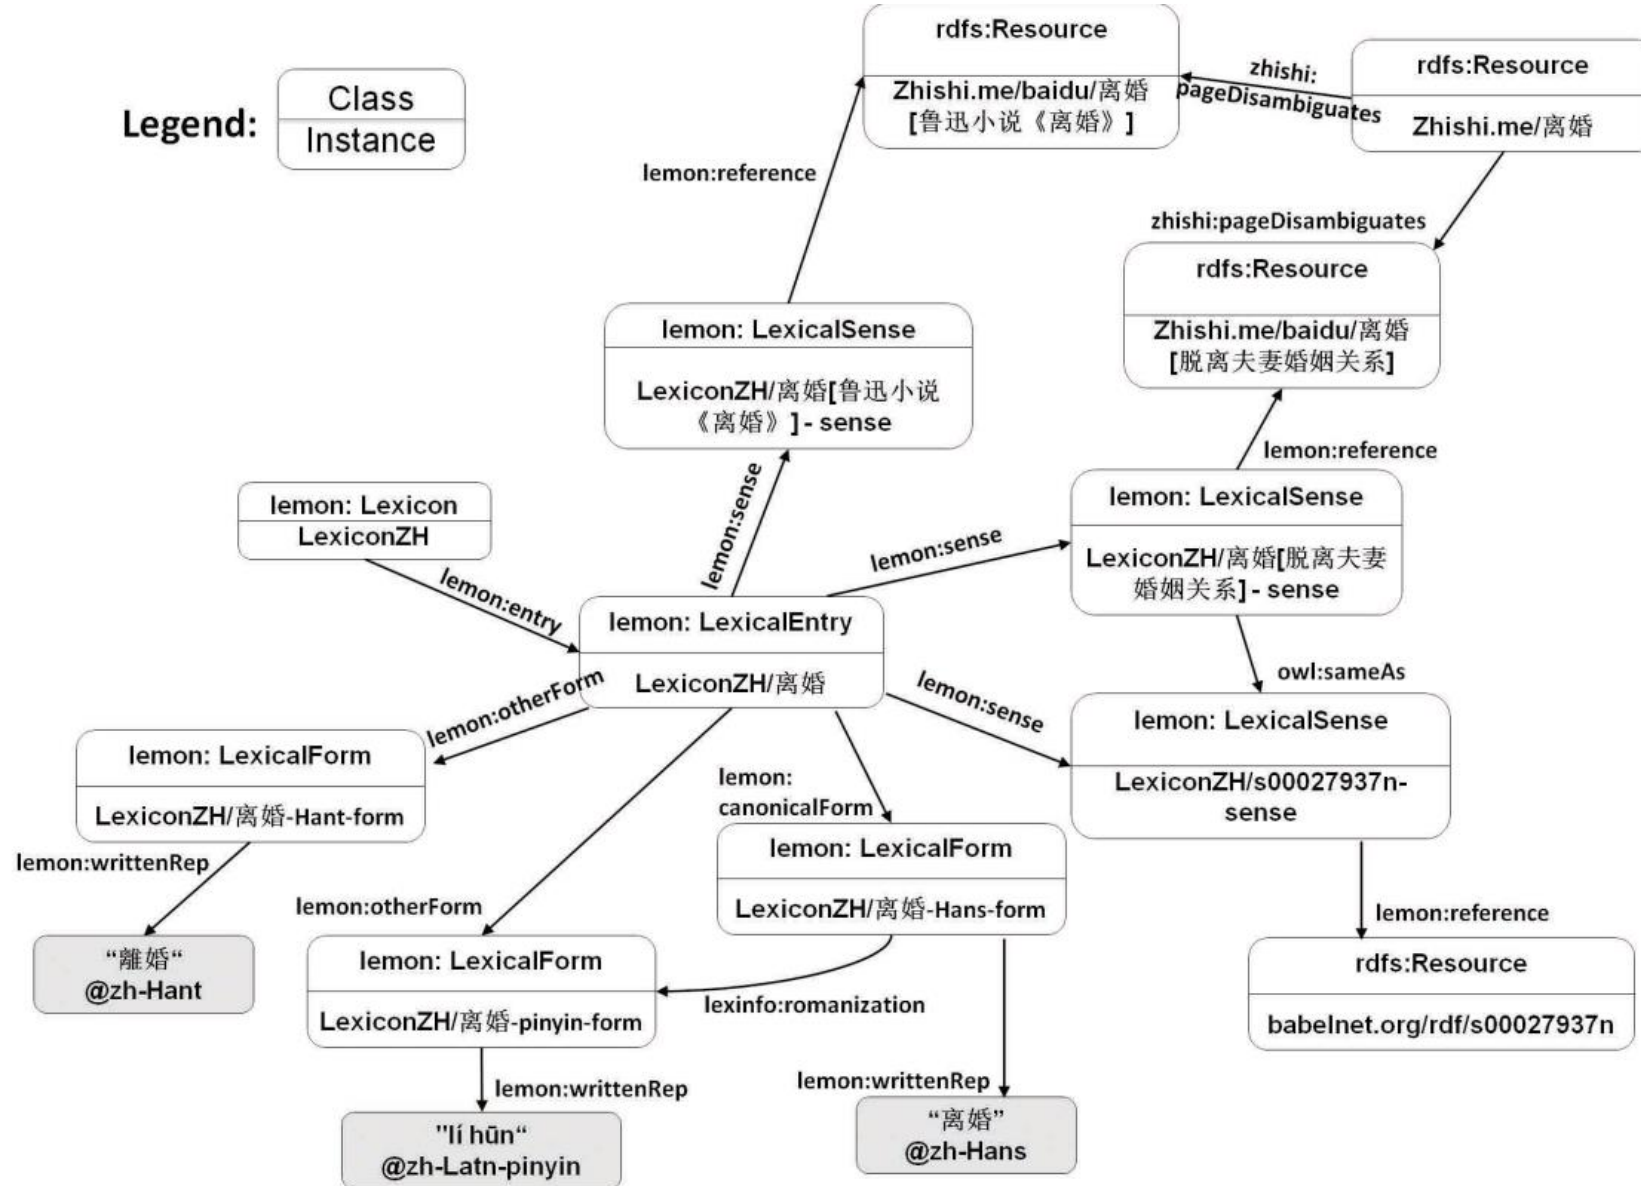 rdfs:Resource
Zhishi.me/baidu/离婚
[鲁迅小说《离婚》]
zhishi:
pageDisambiguates
rdfs:Resource
Zhishi.me/离婚
Legend:
Class
Instance
lemon:reference
zhishi:pageDisambiguates
rdfs:Resource
Zhishi.me/baidu/离婚
[脱离夫妻婚姻关系]
lemon: LexicalSense
LexiconZH/离婚[鲁迅小说
《离婚》] - sense
lemon:reference
lemon: LexicalSense
LexiconZH/离婚[脱离夫妻
婚姻关系] - sense
lemon: Lexicon
LexiconZH
lemon:sense
lemon:sense
lemon:entry
lemon: LexicalEntry
LexiconZH/离婚
owl:sameAs
lemon:otherForm
lemon:sense
lemon: LexicalSense
LexiconZH/s00027937n-
sense
lemon: LexicalForm
LexiconZH/离婚-Hant-form
lemon:
canonicalForm
lemon: LexicalForm
LexiconZH/离婚-Hans-form
lemon:writtenRep
lemon:otherForm
lemon:reference
“離婚“
@zh-Hant
lemon: LexicalForm
LexiconZH/离婚-pinyin-form
lexinfo:romanization
rdfs:Resource
babelnet.org/rdf/s00027937n
lemon:writtenRep
lemon:writtenRep
”lí hūn“
@zh-Latn-pinyin
“离婚”
@zh-Hans